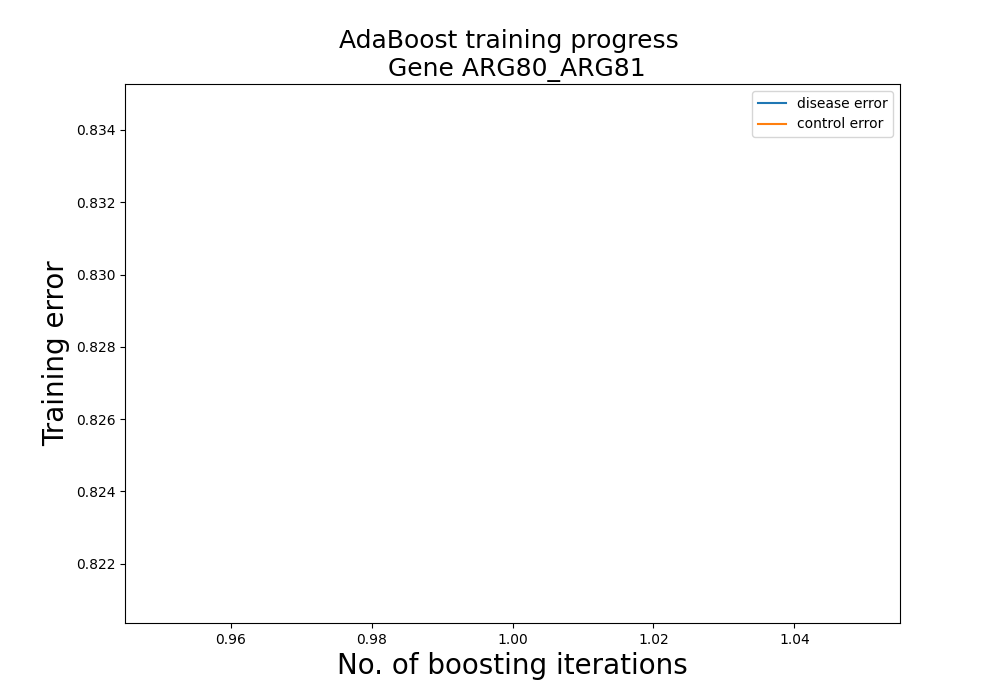 AdaBoost training progress
Gene ARG80_ARG81
disease error
control error
0.834
0.832
0.830
0.828
0.826
0.824
0.822
Training error
0.96
0.98
1.00
1.02
1.04
No. of boosting iterations